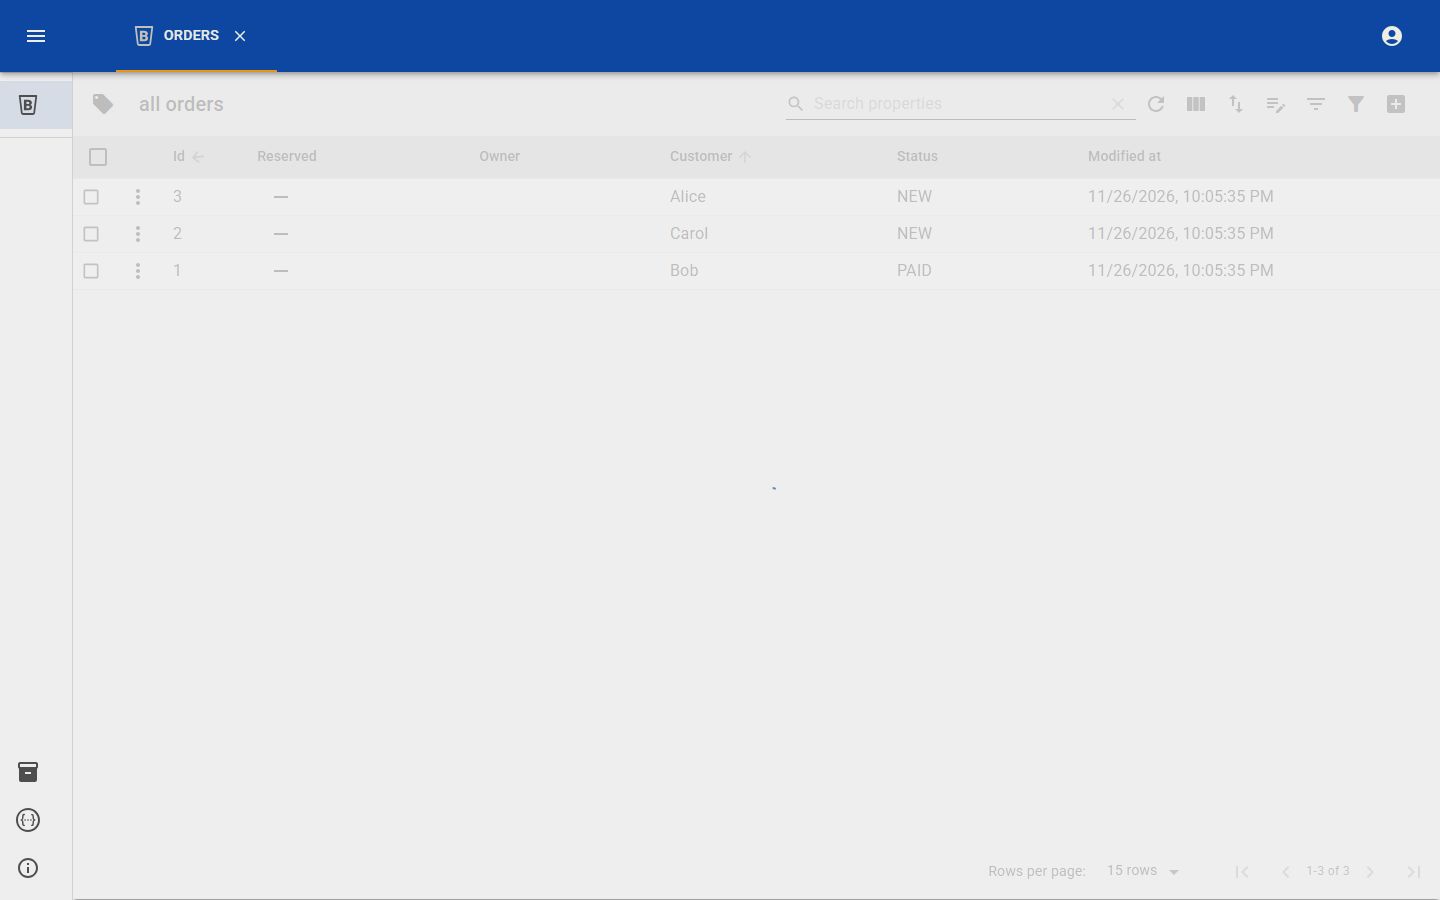 ORDERS
all orders
Search properties
Id Reserved Owner Customer Status Modified at
3 — Alice NEW 11/26/2026, 10:05:35 PM
2 — Carol NEW 11/26/2026, 10:05:35 PM
1 — Bob PAID 11/26/2026, 10:05:35 PM
Rows per page: 15 rows 1-3 of 3